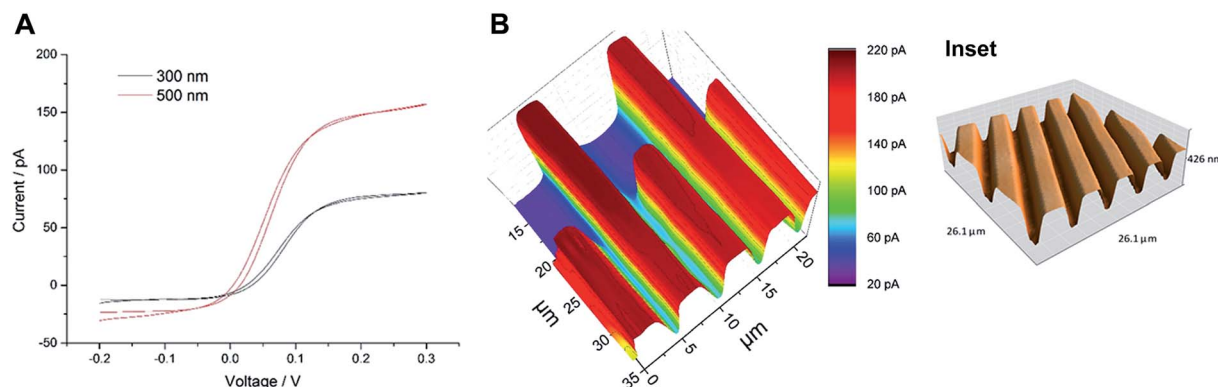 A
200
150
100
50
0
-50
Current / pA
300 nm
500 nm
-0.2
-0.1
0.0
0.1
0.2
0.3
Voltage / V
B
15
20
25
30
35
µm
0
5
10
15
20
µm
220 pA
180 pA
140 pA
100 pA
60 pA
20 pA
Inset
426 nm
26.1 µm
26.1 µm